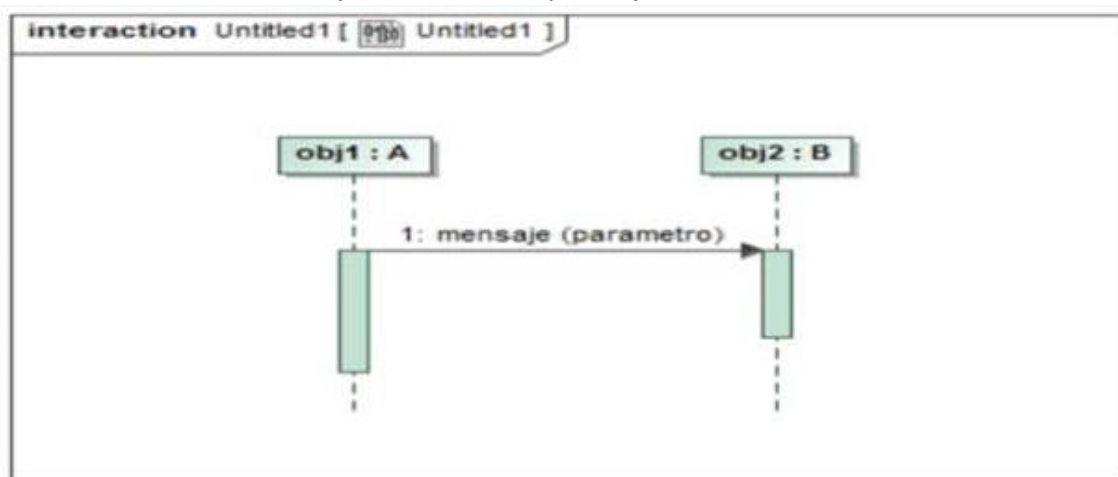 interaction Untitled1 [ Untitled1 ]
obj1 : A
obj2 : B
1: mensaje (parametro)